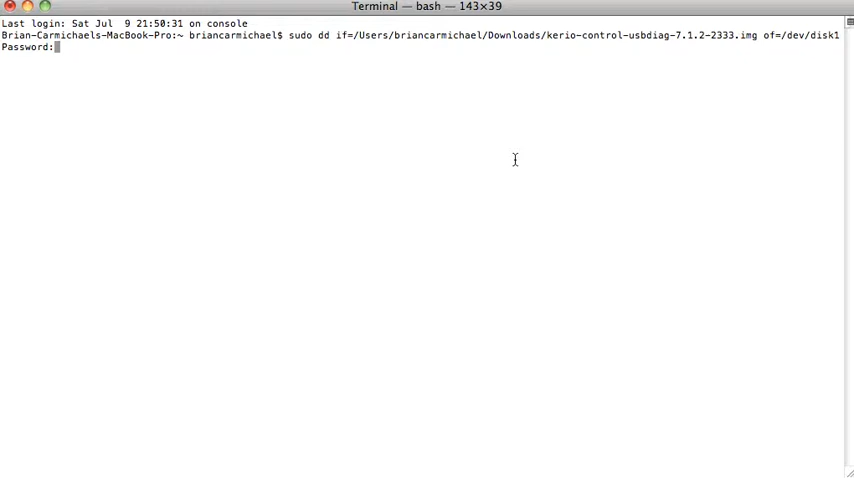 Terminal — bash — 143×39
Last login: Sat Jul  9 21:50:31 on console
Brian-Carmichaels-MacBook-Pro:~ briancarmichael$ sudo dd if=/Users/briancarmichael/Downloads/kerio-control-usbdiag-7.1.2-2333.img of=/dev/disk1
Password: